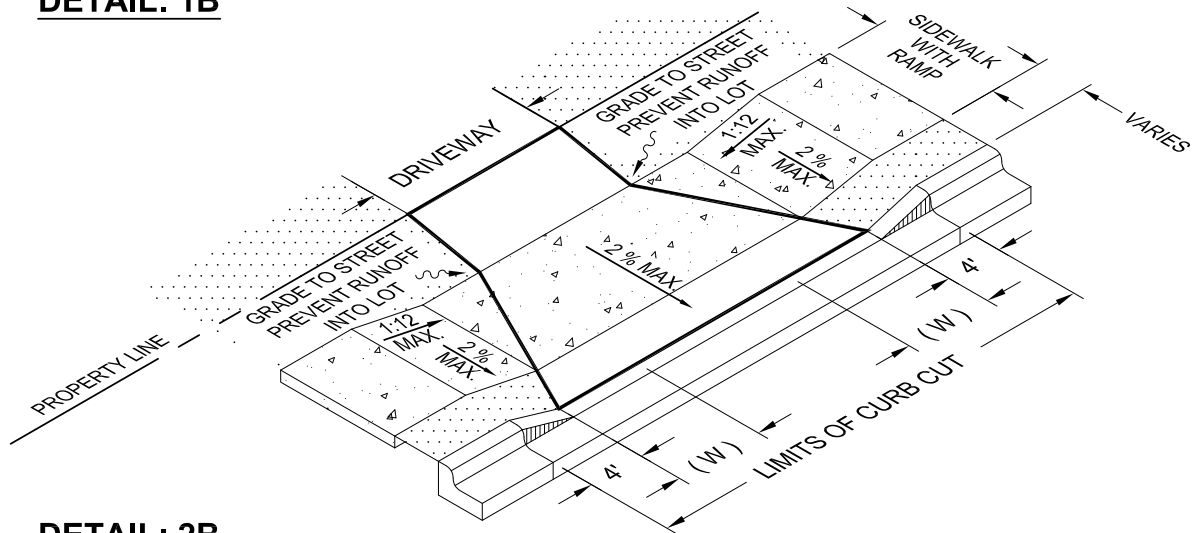 DETAIL: 1B
SIDEWALK
WITH
RAMP
VARIES
GRADE TO STREET
PREVENT RUNOFF
INTO LOT
DRIVEWAY
1:12
MAX.
2%
MAX.
GRADE TO STREET
PREVENT RUNOFF
INTO LOT
2% MAX.
1:12
MAX.
2%
MAX.
PROPERTY LINE
4'
(W)
LIMITS OF CURB CUT
(W)
4'
DETAIL: 2B